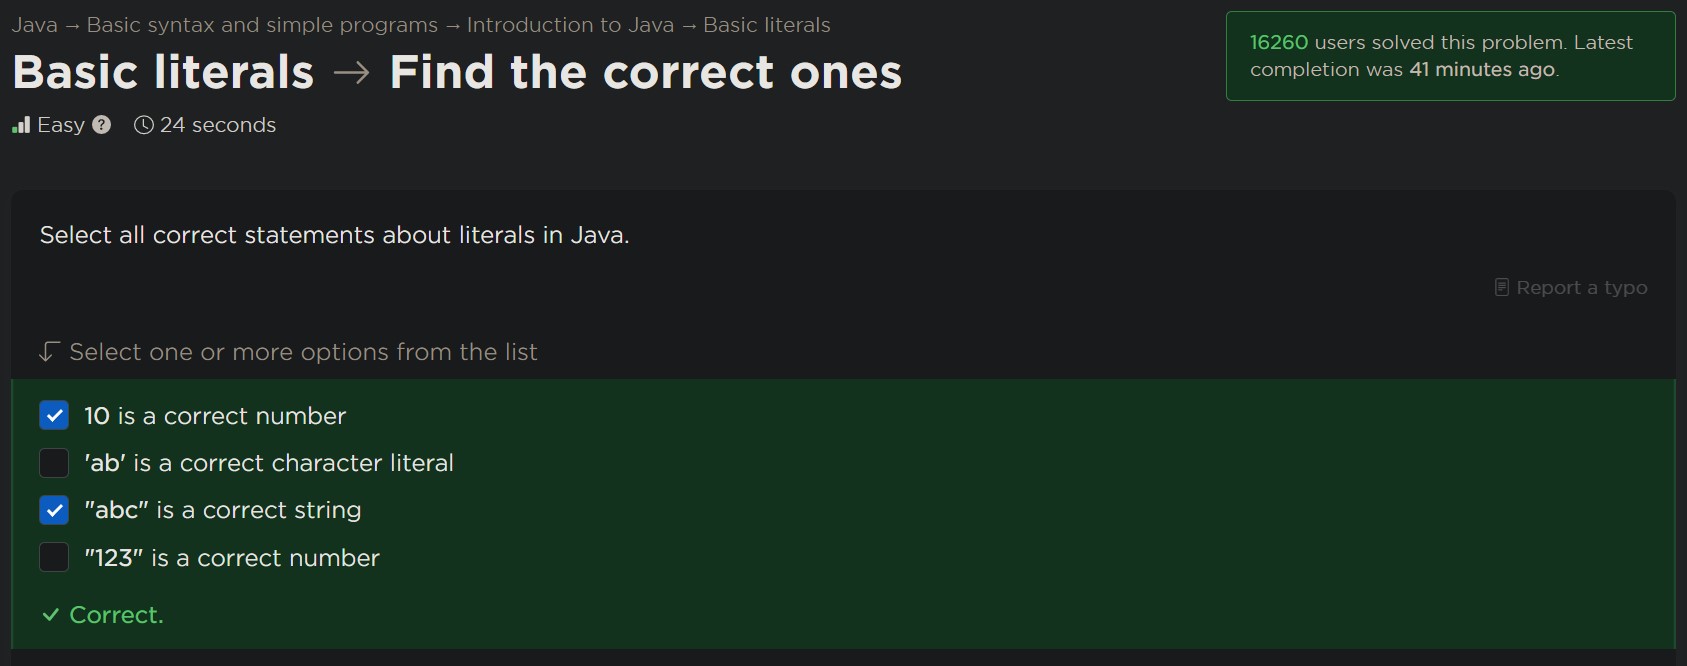 Java → Basic syntax and simple programs → Introduction to Java → Basic literals
Basic literals → Find the correct ones
16260 users solved this problem. Latest
completion was 41 minutes ago.
Easy ? 24 seconds
Select all correct statements about literals in Java.
Report a typo
Select one or more options from the list
10 is a correct number
'ab' is a correct character literal
"abc" is a correct string
"123" is a correct number
Correct.